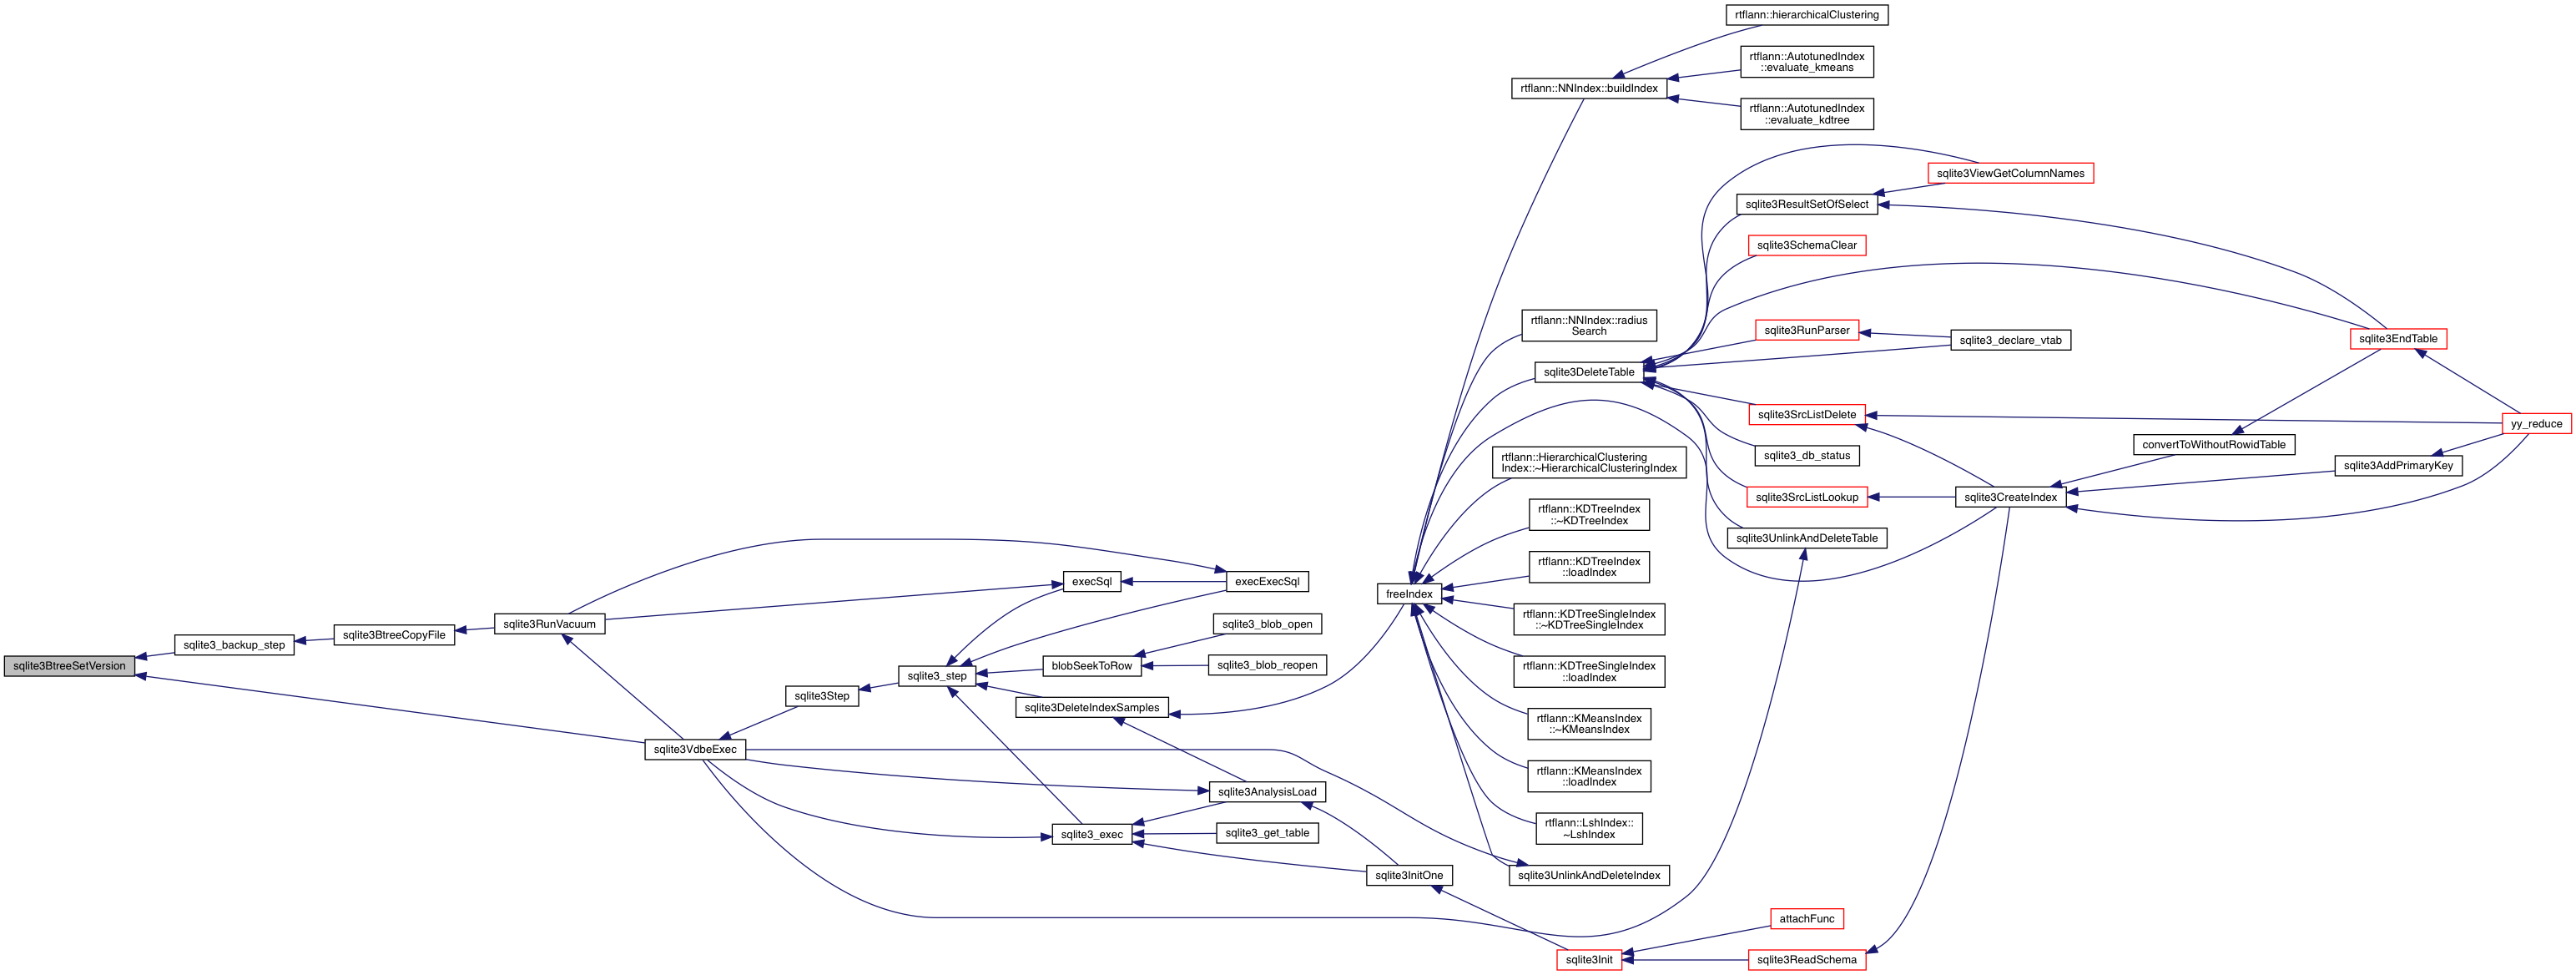 sqlite3BtreeSetVersion
sqlite3_backup_step
sqlite3BtreeCopyFile
sqlite3RunVacuum
sqlite3VdbeExec
sqlite3Step
sqlite3_step
execSql
execExecSql
blobSeekToRow
sqlite3_blob_open
sqlite3_blob_reopen
sqlite3DeleteIndexSamples
sqlite3AnalysisLoad
sqlite3_exec
sqlite3_get_table
sqlite3InitOne
freeIndex
rtflann::hierarchicalClustering
rtflann::NNIndex::buildIndex
rtflann::AutotunedIndex
::evaluate_kmeans
rtflann::AutotunedIndex
::evaluate_kdtree
rtflann::NNIndex::radius
Search
sqlite3DeleteTable
rtflann::HierarchicalClustering
Index::~HierarchicalClusteringIndex
rtflann::KDTreeIndex
::~KDTreeIndex
rtflann::KDTreeIndex
::loadIndex
rtflann::KDTreeSingleIndex
::~KDTreeSingleIndex
rtflann::KDTreeSingleIndex
::loadIndex
rtflann::KMeansIndex
::~KMeansIndex
rtflann::KMeansIndex
::loadIndex
rtflann::LshIndex::
~LshIndex
sqlite3UnlinkAndDeleteIndex
sqlite3Init
sqlite3ViewGetColumnNames
sqlite3ResultSetOfSelect
sqlite3SchemaClear
sqlite3RunParser
sqlite3_declare_vtab
sqlite3SrcListDelete
sqlite3_db_status
sqlite3SrcListLookup
sqlite3UnlinkAndDeleteTable
attachFunc
sqlite3ReadSchema
sqlite3CreateIndex
convertToWithoutRowidTable
sqlite3AddPrimaryKey
sqlite3EndTable
yy_reduce